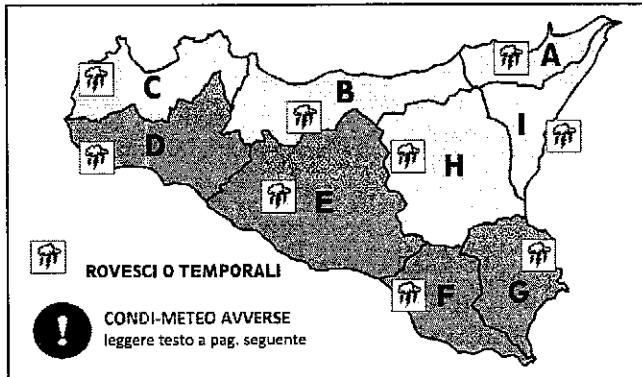 A
C
B
I
D
H
E
F
G
ROVESCI O TEMPORALI
!
CONDI-METEO AVVERSE
leggere testo a pag. seguente